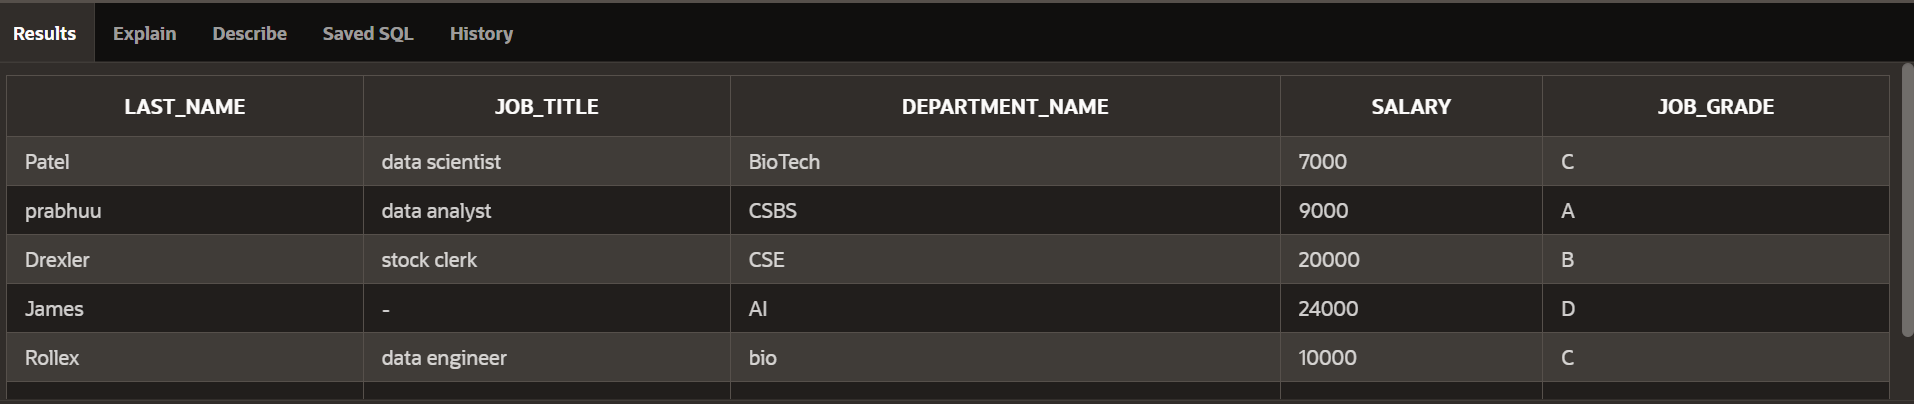 Results Explain Describe Saved SQL History
LAST_NAME JOB_TITLE DEPARTMENT_NAME SALARY JOB_GRADE
Patel data scientist BioTech 7000 C
prabhuu data analyst CSBS 9000 A
Drexler stock clerk CSE 20000 B
James - AI 24000 D
Rollex data engineer bio 10000 C